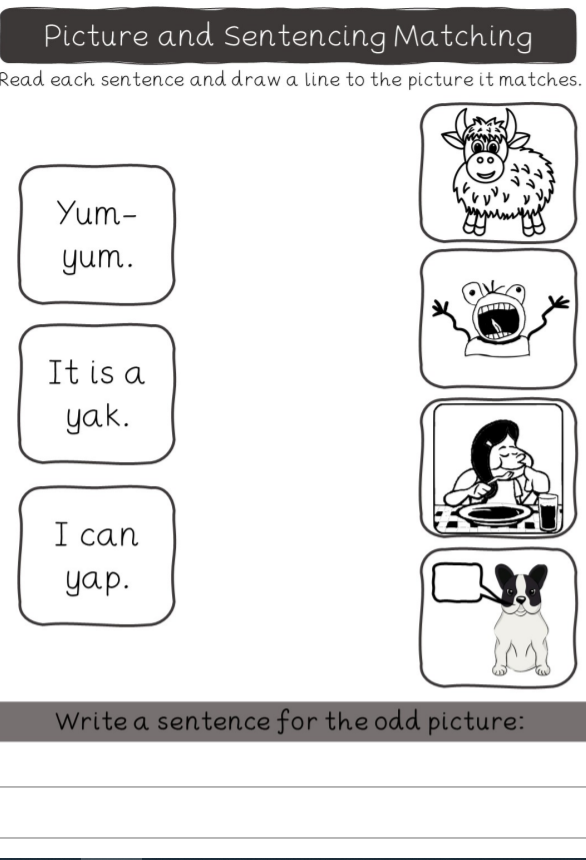 Picture and Sentencing Matching
Read each sentence and draw a line to the picture it matches.
Yum-
yum.
It is a
yak.
I can
yap.
Write a sentence for the odd picture: